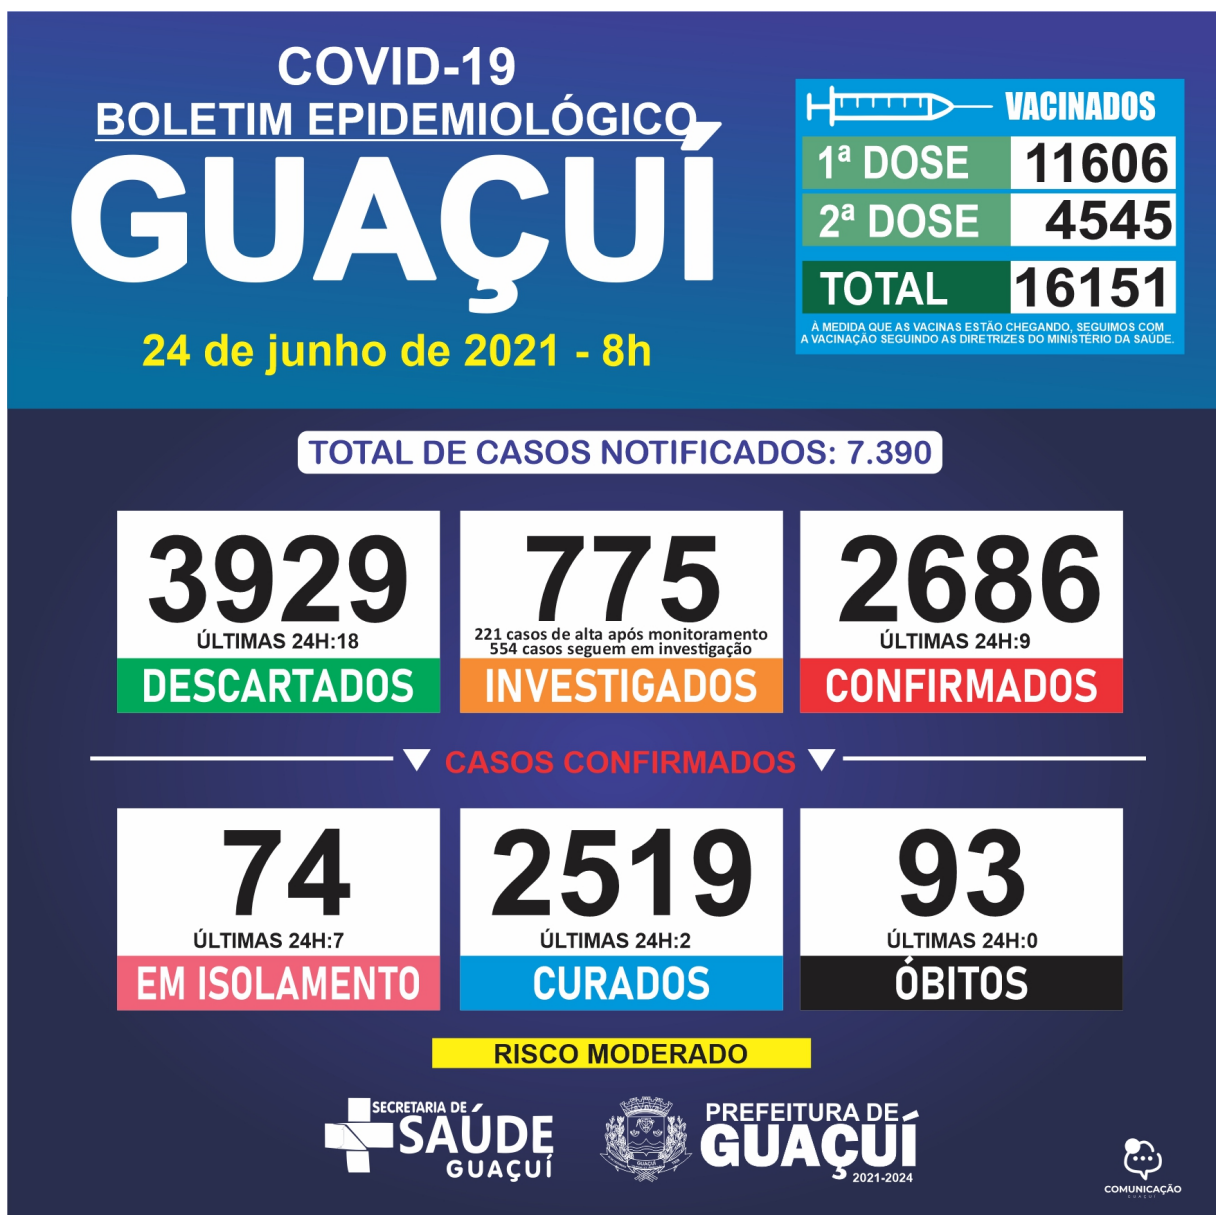 COVID-19
BOLETIM EPIDEMIOLÓGICO
GUAÇUÍ
24 de junho de 2021 - 8h
VACINADOS
1ª DOSE 11606
2ª DOSE 4545
TOTAL 16151
À MEDIDA QUE AS VACINAS ESTÃO CHEGANDO, SEGUIMOS COM
A VACINAÇÃO SEGUINDO AS DIRETRIZES DO MINISTÉRIO DA SAÚDE.
TOTAL DE CASOS NOTIFICADOS: 7.390
3929
ÚLTIMAS 24H:18
DESCARTADOS
775
221 casos de alta após monitoramento
554 casos seguem em investigação
INVESTIGADOS
2686
ÚLTIMAS 24H:9
CONFIRMADOS
CASOS CONFIRMADOS
74
ÚLTIMAS 24H:7
EM ISOLAMENTO
2519
ÚLTIMAS 24H:2
CURADOS
93
ÚLTIMAS 24H:0
ÓBITOS
RISCO MODERADO
SECRETARIA DE
SAÚDE
GUAÇUÍ
GUAÇUÍ
PREFEITURA DE
GUAÇUÍ
2021-2024
COMUNICAÇÃO
GUAÇUÍ